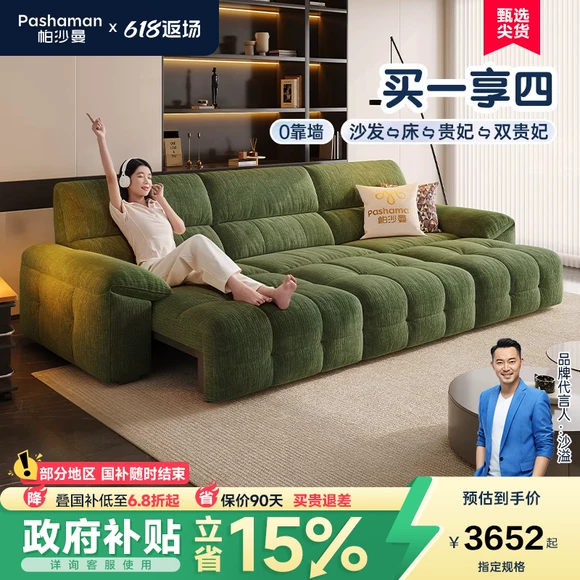 Pashaman
帕沙曼
x 618返场
甄选
尖货
买一享四
0靠墙
沙发⇋床⇋贵妃⇋双贵妃
Pashaman
帕沙曼
品牌代言人:沙溢
! 部分地区 国补随时结束
降 叠国补低至6.8折起
省 保价90天 买贵退差
政府补贴
详询客服使用
立省15%
预估到手价
¥3652起
指定规格